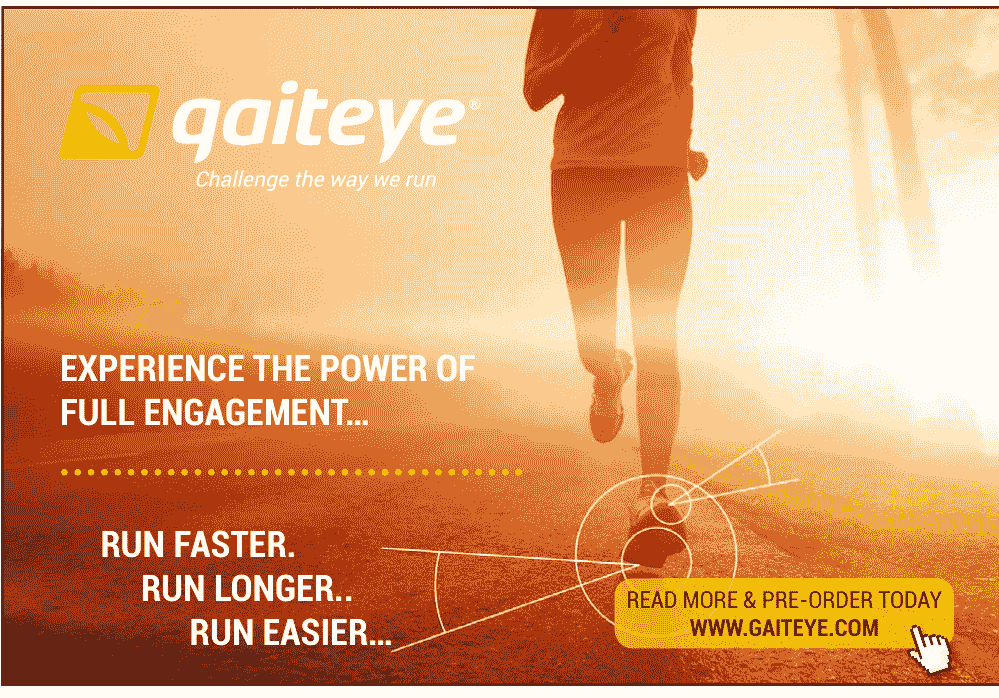 gaiteye®
Challenge the way we run
EXPERIENCE THE POWER OF
FULL ENGAGEMENT...
RUN FASTER.
RUN LONGER..
RUN EASIER...
READ MORE & PRE-ORDER TODAY
WWW.GAITEYE.COM